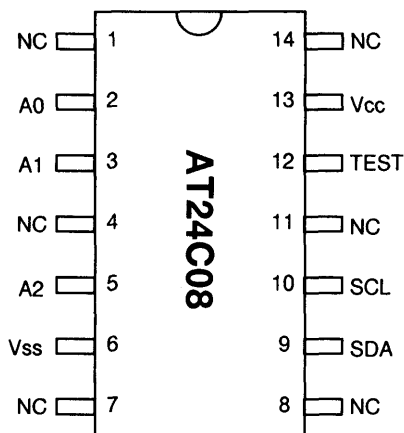 NC 1 14 NC
A0 2 13 Vcc
A1 3 12 TEST
NC 4 11 NC
A2 5 10 SCL
Vss 6 9 SDA
NC 7 8 NC
AT24C08